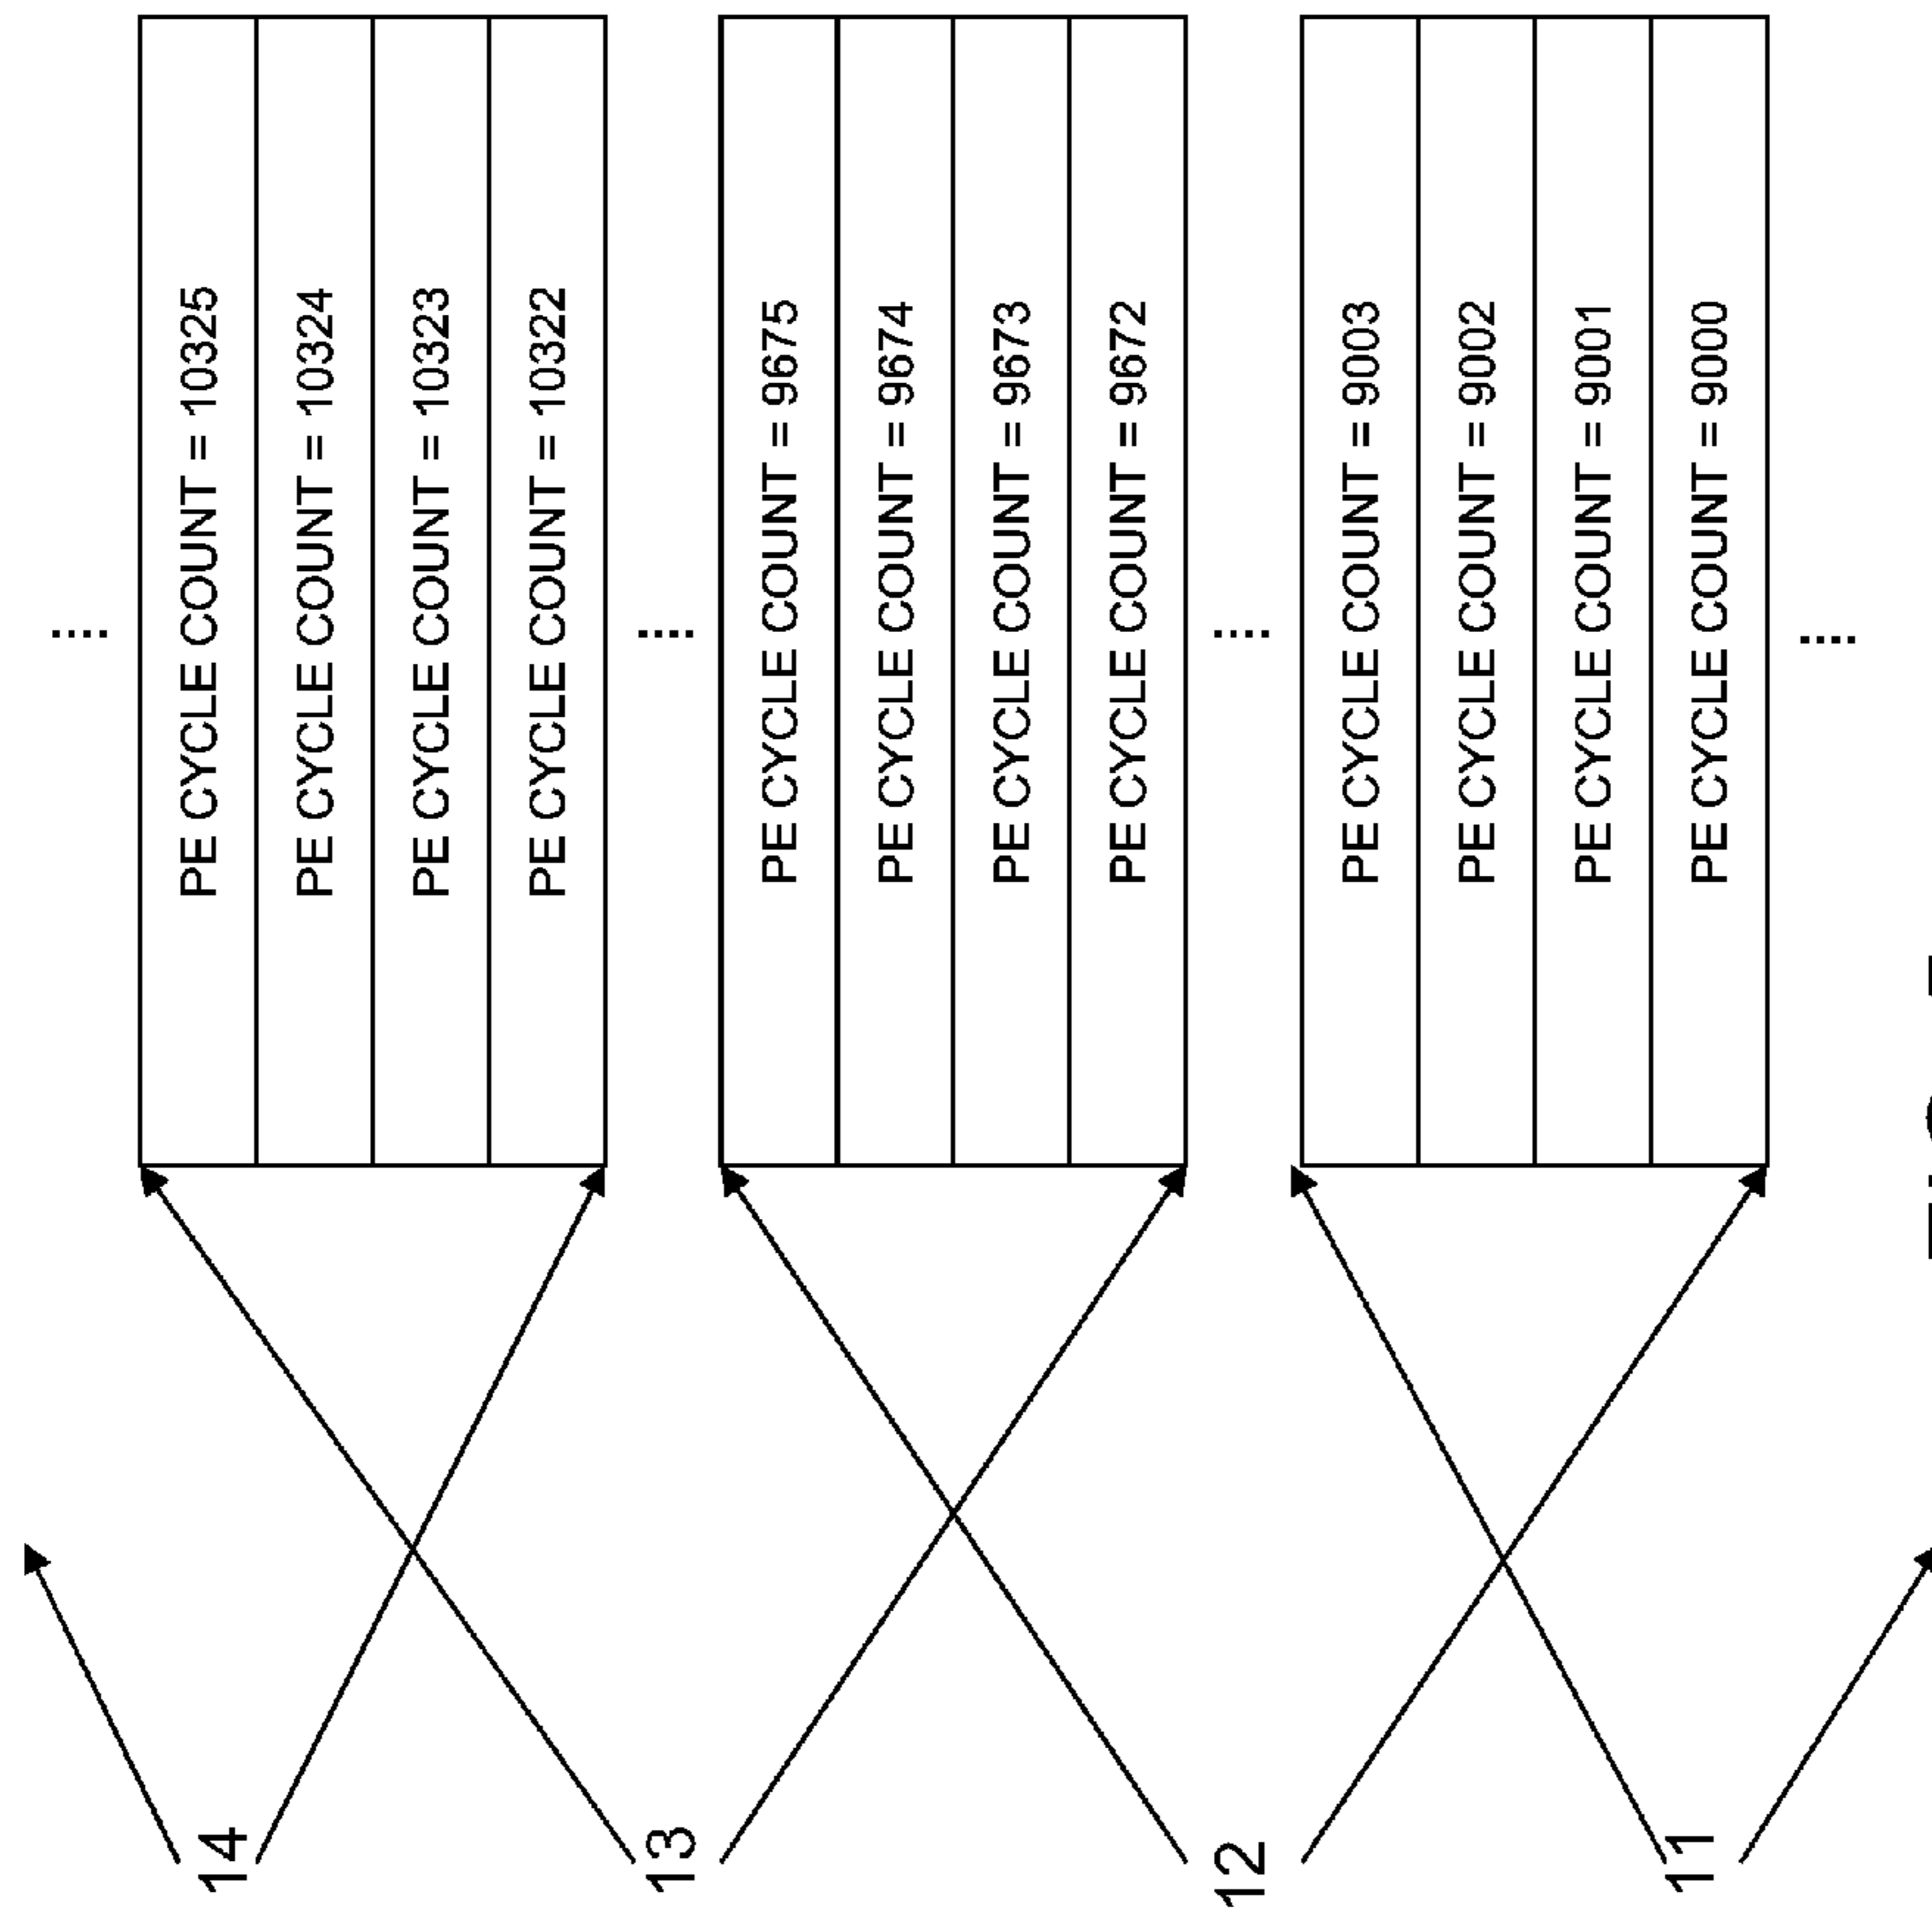 ....
PE CYCLE COUNT = 10325
14
PE CYCLE COUNT = 10324
PE CYCLE COUNT = 10323
PE CYCLE COUNT = 10322
13
....
PE CYCLE COUNT = 9675
PE CYCLE COUNT = 9674
PE CYCLE COUNT = 9673
PE CYCLE COUNT = 9672
12
....
PE CYCLE COUNT = 9003
PE CYCLE COUNT = 9002
PE CYCLE COUNT = 9001
11
PE CYCLE COUNT = 9000
....